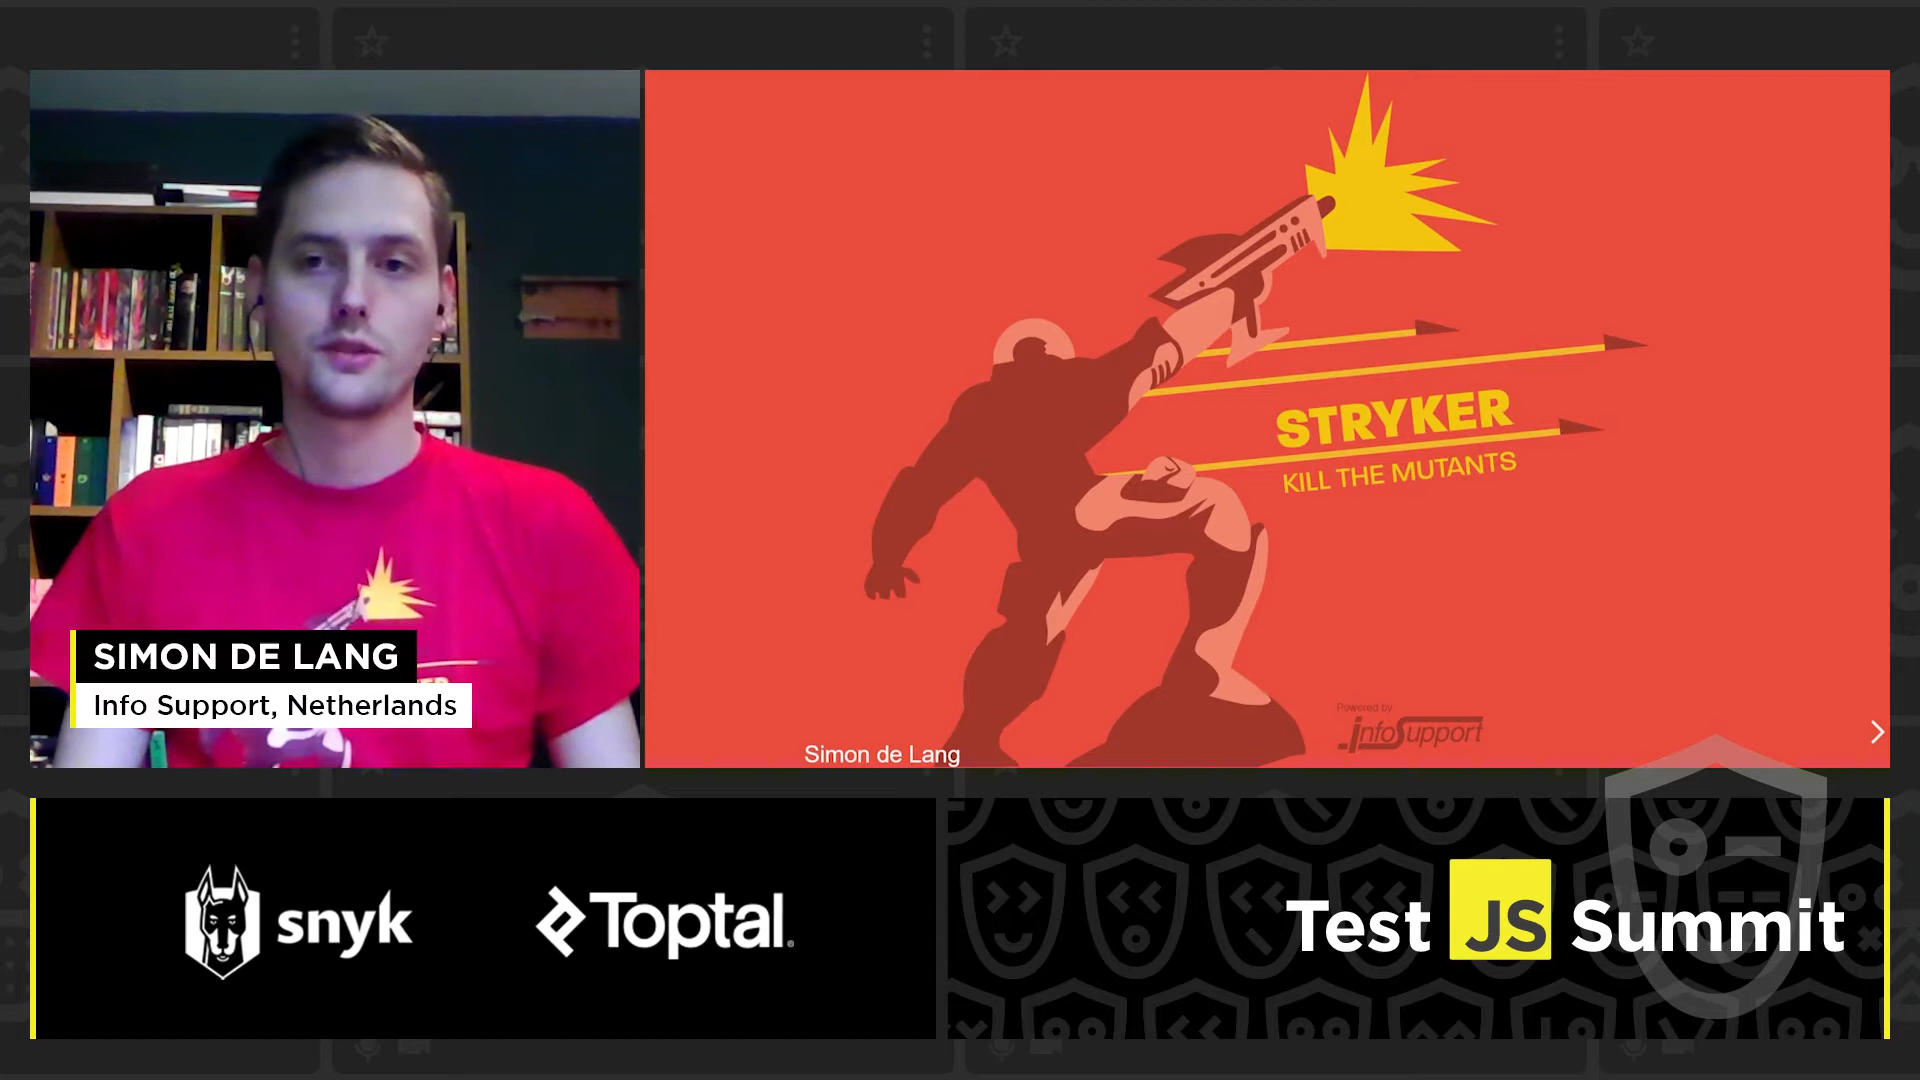 SIMON DE LANG
Info Support, Netherlands
STRYKER
KILL THE MUTANTS
Powered by
infoSupport
Simon de Lang
snyk
Toptal
Test JS Summit